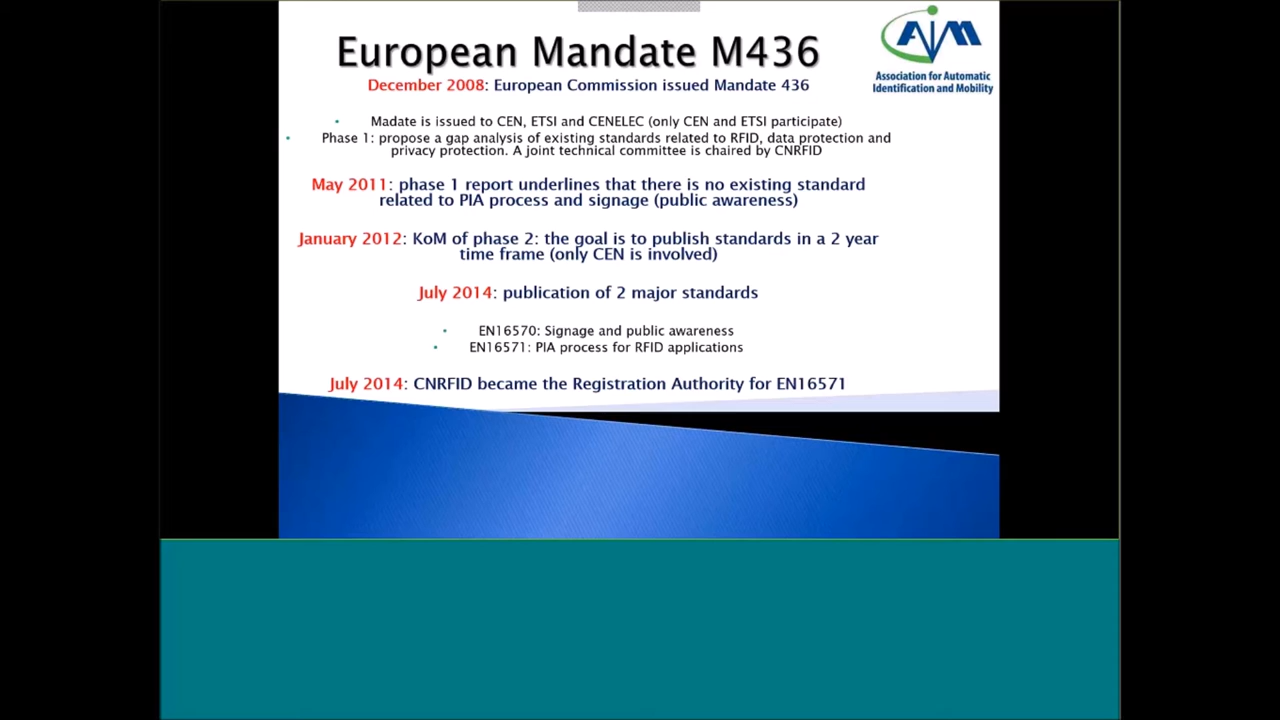 European Mandate M436
AIM
Association for Automatic
Identification and Mobility
December 2008: European Commission issued Mandate 436
• Madate is issued to CEN, ETSI and CENELEC (only CEN and ETSI participate)
• Phase 1: propose a gap analysis of existing standards related to RFID, data protection and
privacy protection. A joint technical committee is chaired by CNRFID
May 2011: phase 1 report underlines that there is no existing standard
related to PIA process and signage (public awareness)
January 2012: KoM of phase 2: the goal is to publish standards in a 2 year
time frame (only CEN is involved)
July 2014: publication of 2 major standards
• EN16570: Signage and public awareness
• EN16571: PIA process for RFID applications
July 2014: CNRFID became the Registration Authority for EN16571